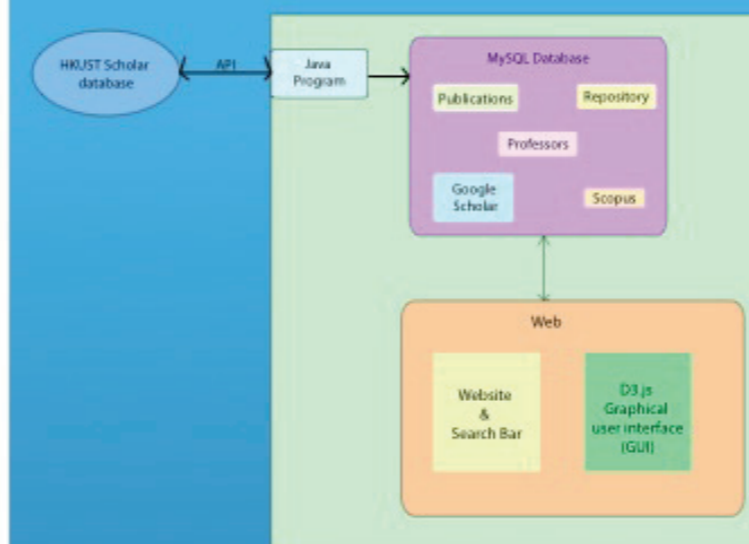 HKUST Scholar
database
API
Java
Program
MySQL Database
Publications
Repository
Professors
Google
Scholar
Scopus
Web
Website
&
Search Bar
D3.js
Graphical
user interface
(GUI)